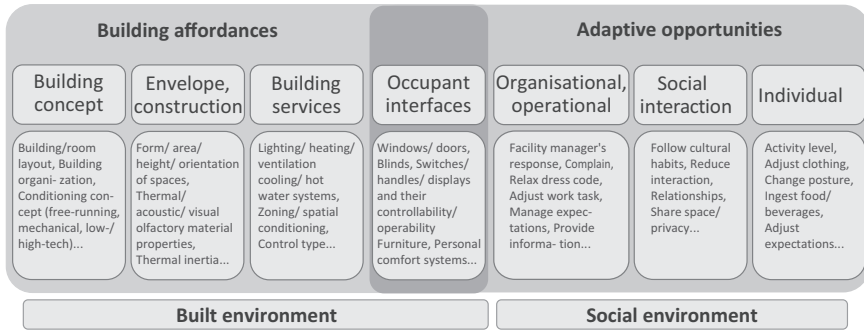 Building affordances
Adaptive opportunities
Building
concept
Envelope,
construction
Building
services
Occupant
interfaces
Organisational,
operational
Social
interaction
Individual
Building/room
layout, Building
organi- zation,
Conditioning con-
cept (free-running,
mechanical, low-/
high-tech)...
Form/ area/
height/ orientation
of spaces,
Thermal/
acoustic/ visual
olfactory material
properties,
Thermal inertia...
Lighting/ heating/
ventilation
cooling/ hot
water systems,
Zoning/ spatial
conditioning,
Control type...
Windows/ doors,
Blinds, Switches/
handles/ displays
and their
controllability/
operability
Furniture, Personal
comfort systems...
Facility manager's
response, Complain,
Relax dress code,
Adjust work task,
Manage expec-
tations, Provide
informa- tion...
Follow cultural
habits, Reduce
interaction,
Relationships,
Share space/
privacy...
Activity level,
Adjust clothing,
Change posture,
Ingest food/
beverages,
Adjust
expectations...
Built environment
Social environment